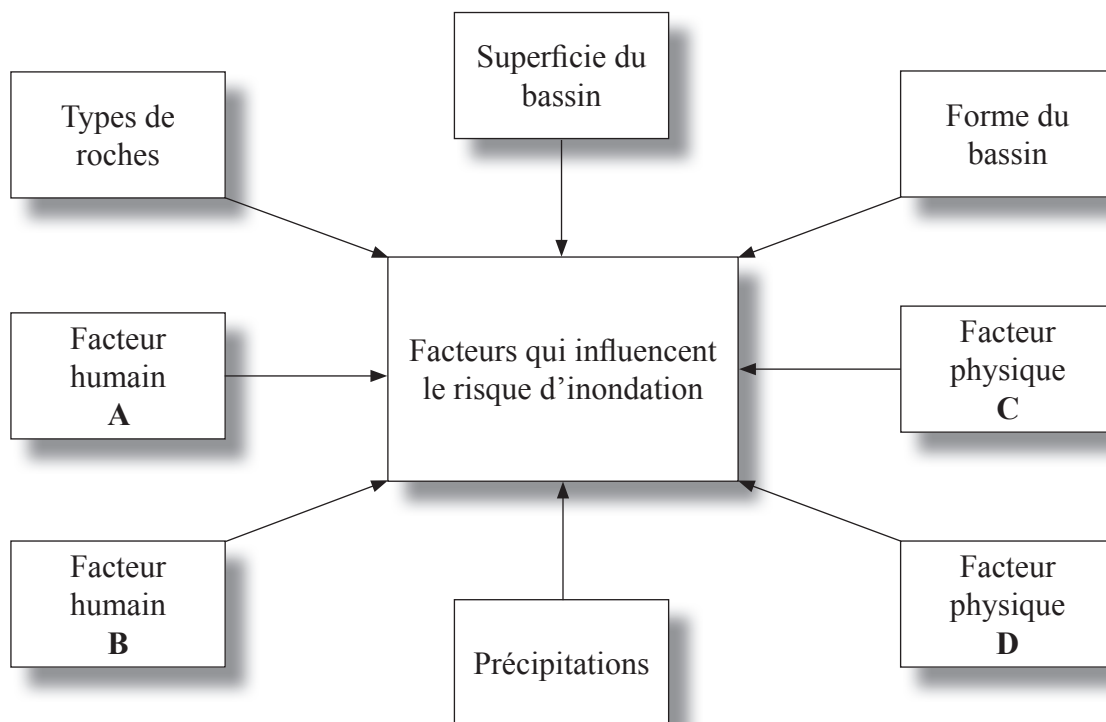 Superficie du
bassin
Types de
roches
Forme du
bassin
Facteur
humain
A
Facteurs qui influencent
le risque d’inondation
Facteur
physique
C
Facteur
humain
B
Précipitations
Facteur
physique
D